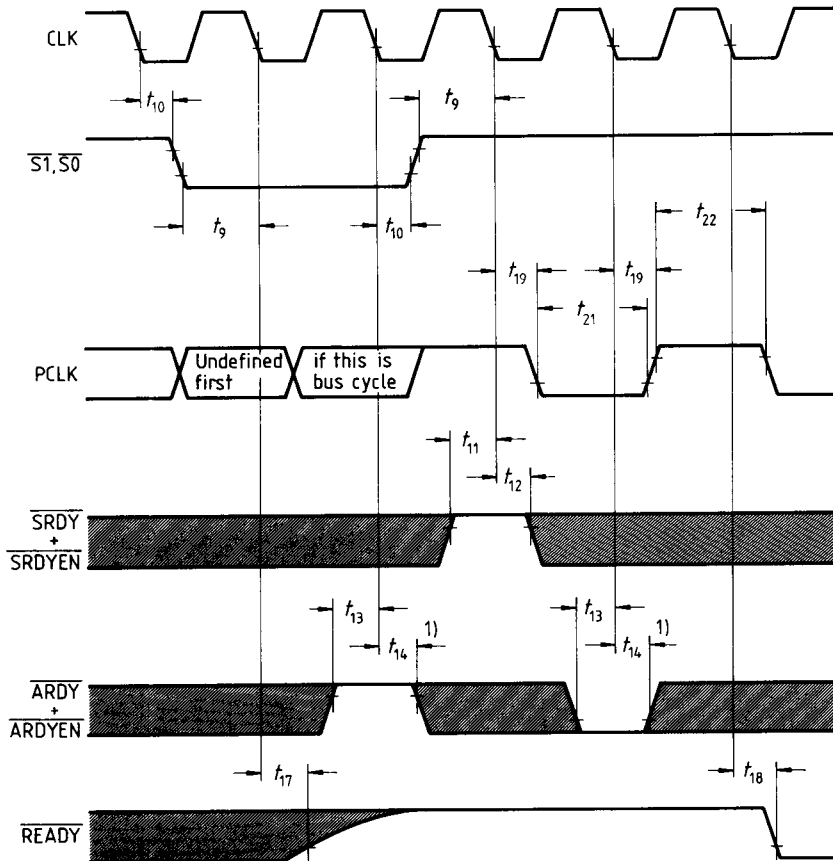 CLK
t10
t9
S1, S0
t9
t10
t22
t19
t19
t21
PCLK
Undefined
first
if this is
bus cycle
t11
t12
SRDY
+
SRDYEN
t13
t14 1)
t13
t14 1)
ARDY
+
ARDYEN
t17
t18
READY